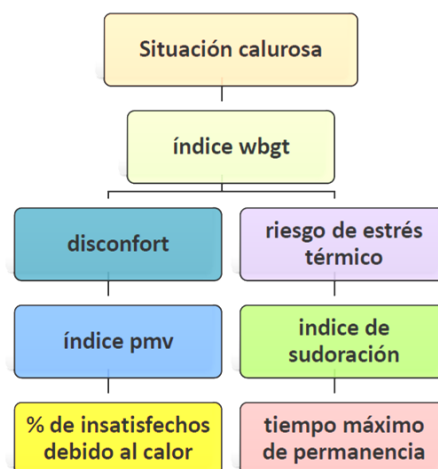 Situación calurosa
índice wbgt
disconfort
riesgo de estrés
térmico
índice pmv
indice de
sudoración
% de insatisfechos
debido al calor
tiempo máximo
de permanencia